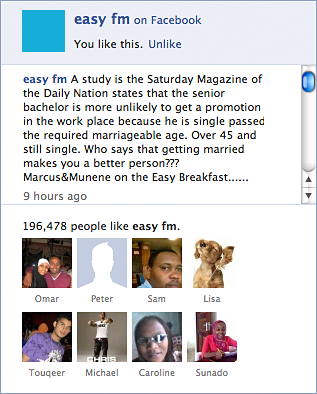 easy fm on Facebook
You like this. Unlike
easy fm A study is the Saturday Magazine of
the Daily Nation states that the senior
bachelor is more unlikely to get a promotion
in the work place because he is single passed
the required marriageable age. Over 45 and
still single. Who says that getting married
makes you a better person???
Marcus&Munene on the Easy Breakfast......
9 hours ago
196,478 people like easy fm.
Omar Peter Sam Lisa
CHRIS
Touqeer Michael Caroline Sunado